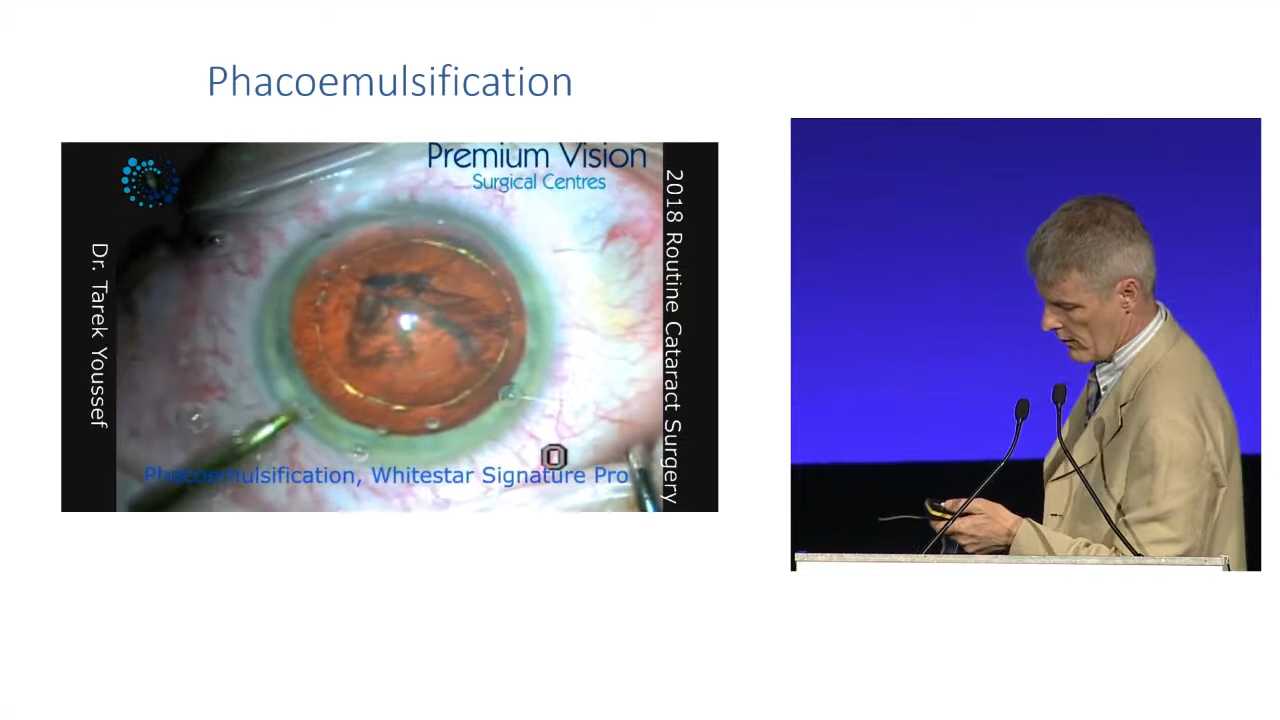 Phacoemulsification
Premium Vision
Surgical Centres
Dr. Tarek Youssef
2018 Routine Cataract Surgery
Phacoemulsification, Whitestar Signature Pro